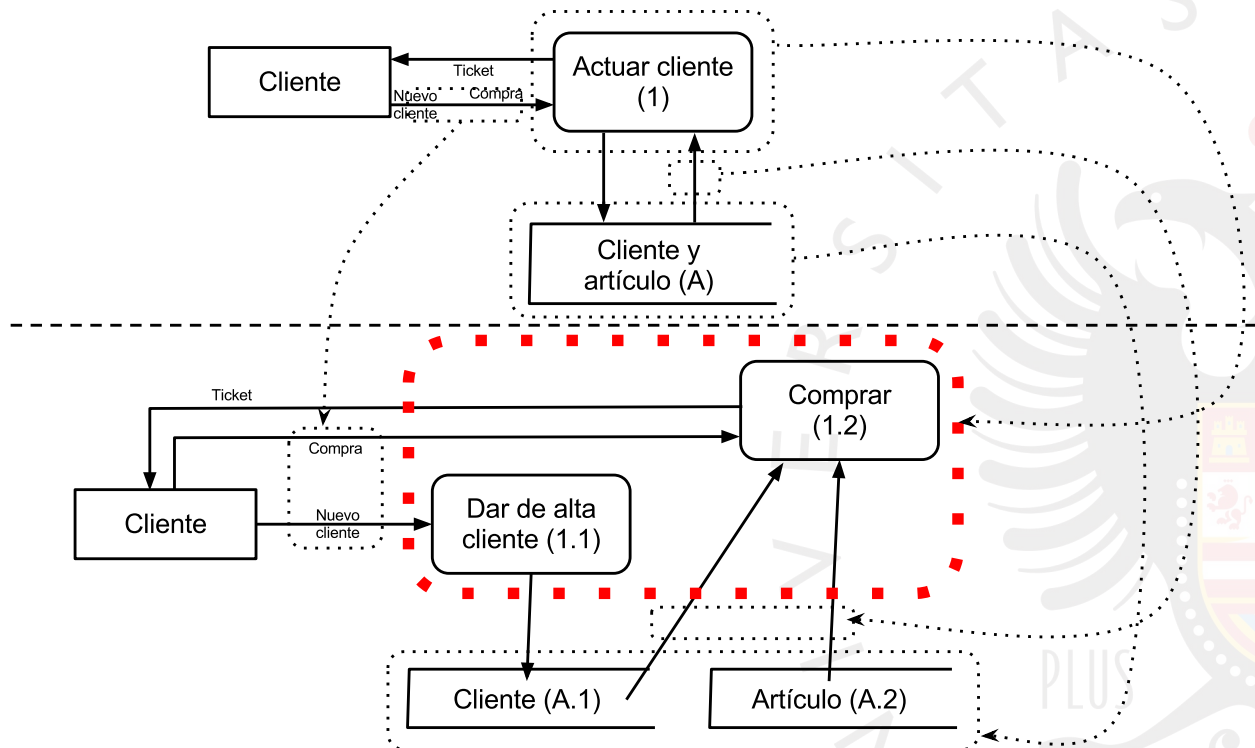 Cliente
Ticket
Nuevo
cliente
Compra
Actuar cliente
(1)
Cliente y
artículo (A)
Ticket
Compra
Comprar
(1.2)
Cliente
Nuevo
cliente
Dar de alta
cliente (1.1)
Cliente (A.1)
Artículo (A.2)
V E R S I T A S
PLUS